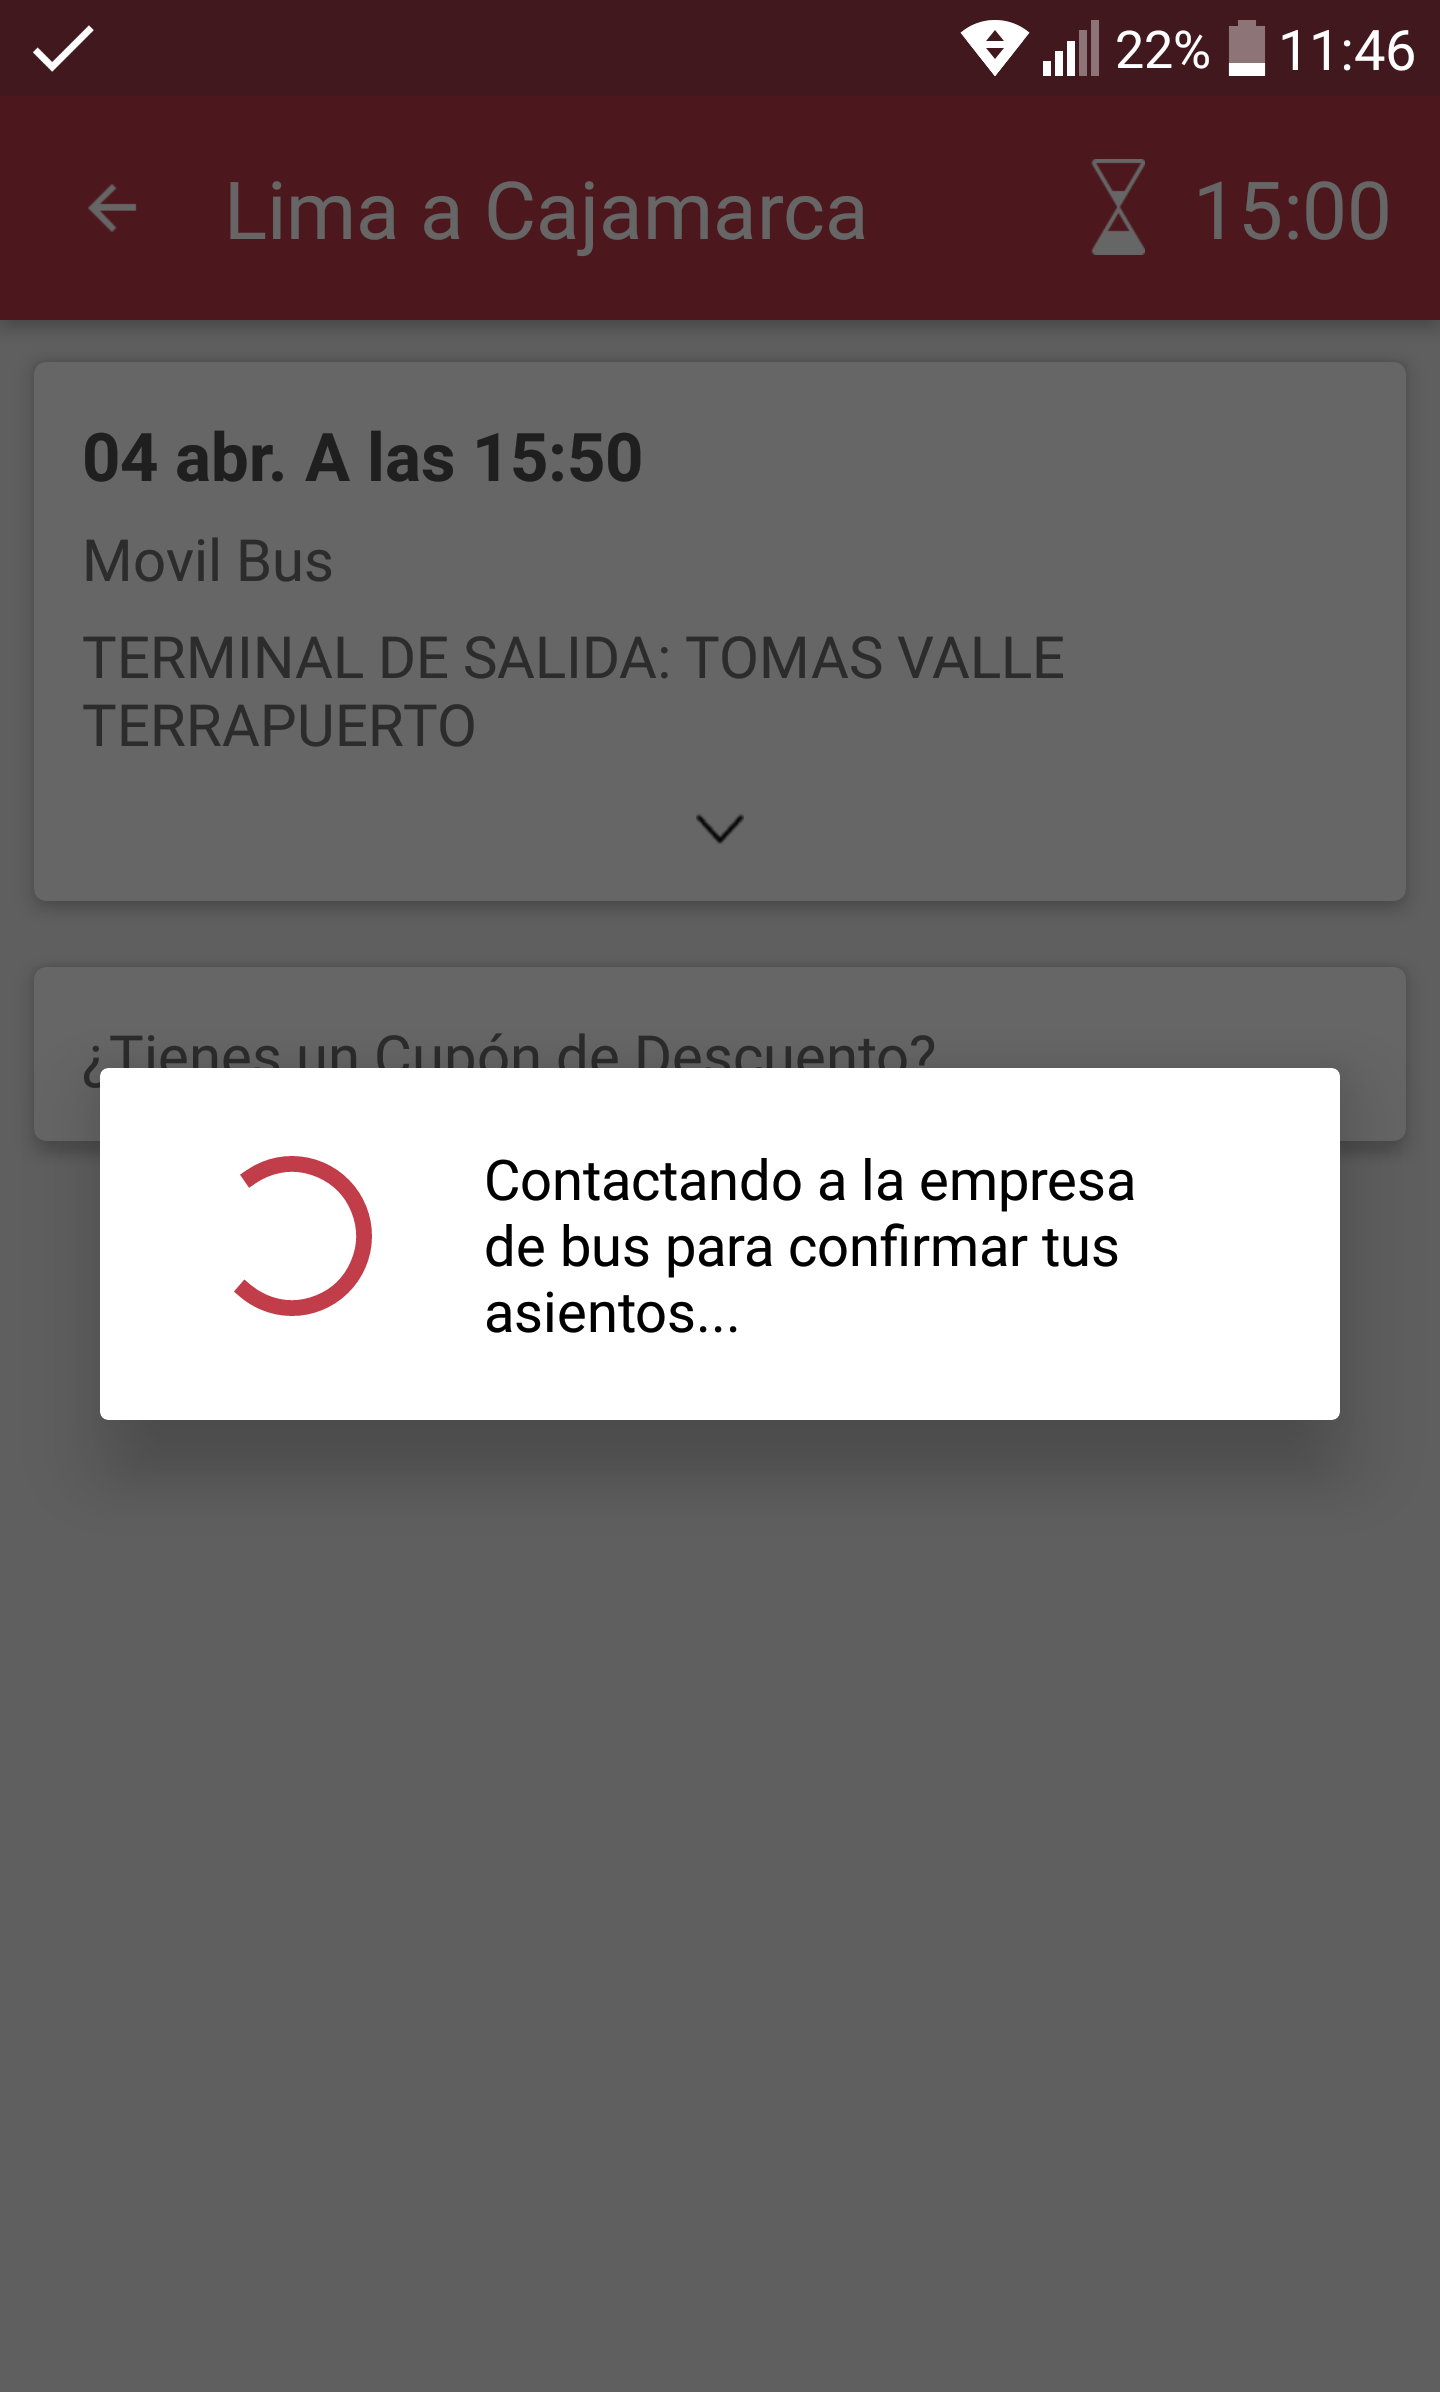 22% 11:46
Lima a Cajamarca 15:00
04 abr. A las 15:50
Movil Bus
TERMINAL DE SALIDA: TOMAS VALLE
TERRAPUERTO
¿Tienes un Cupón de Descuento?
Contactando a la empresa
de bus para confirmar tus
asientos...